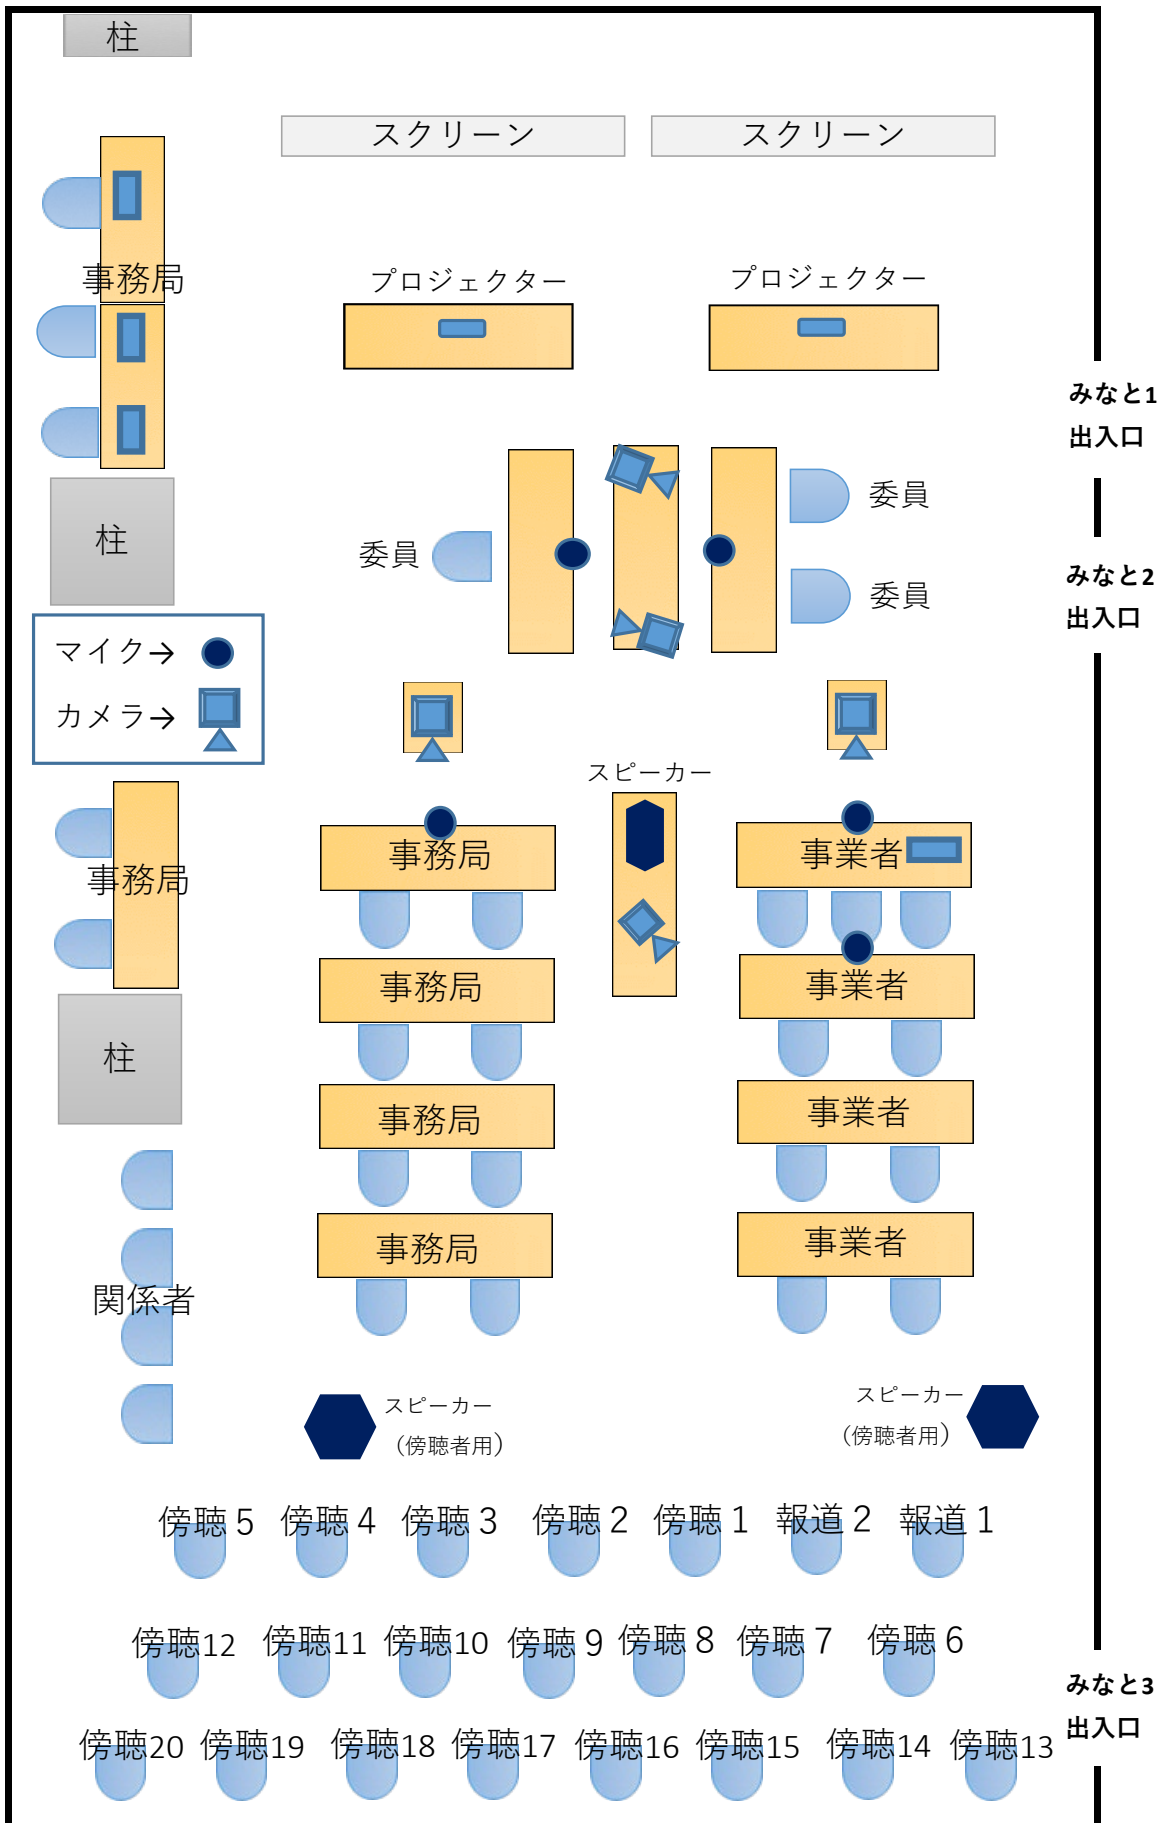 柱
スクリーン
スクリーン
事務局
プロジェクター
プロジェクター
みなと1
出入口
委員
委員
柱
みなと2
出入口
委員
マイク→
カメラ→
スピーカー
事務局
事業者
事務局
事務局
事業者
柱
事務局
事業者
事務局
事業者
関係者
スピーカー
(傍聴者用)
スピーカー
(傍聴者用)
傍聴5 傍聴4 傍聴3 傍聴2 傍聴1 報道2 報道1
傍聴12 傍聴11 傍聴10 傍聴9 傍聴8 傍聴7 傍聴6
みなと3
出入口
傍聴20 傍聴19 傍聴18 傍聴17 傍聴16 傍聴15 傍聴14 傍聴13